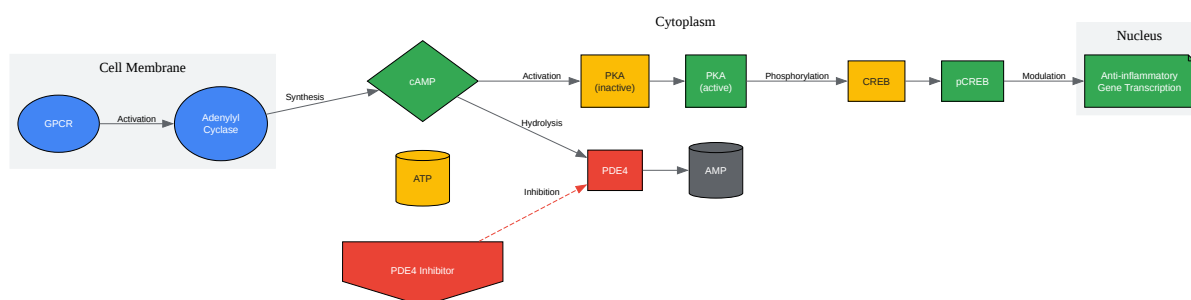 Cytoplasm
Nucleus
Cell Membrane
GPCR
Activation
Adenylyl
Cyclase
Synthesis
cAMP
Activation
PKA
(inactive)
PKA
(active)
Phosphorylation
CREB
pCREB
Modulation
Anti-inflammatory
Gene Transcription
Hydrolysis
ATP
PDE4
AMP
Inhibition
PDE4 Inhibitor